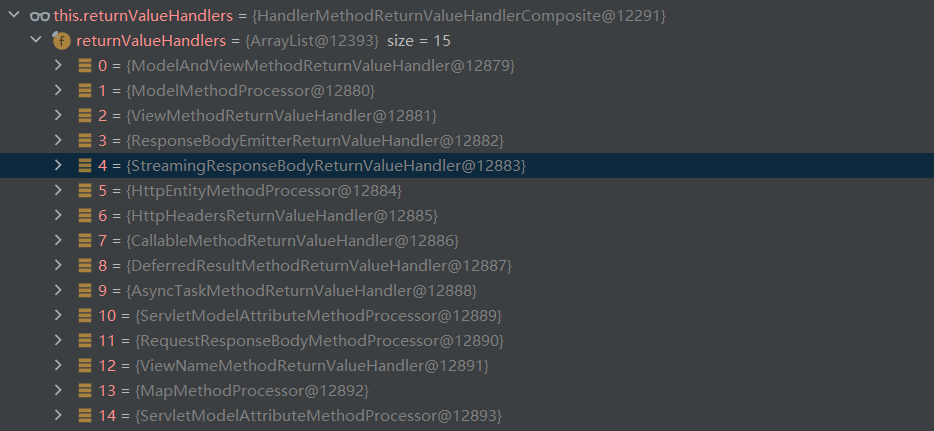 this.returnValueHandlers = {HandlerMethodReturnValueHandlerComposite@12291}
f returnValueHandlers = {ArrayList@12393} size = 15
0 = {ModelAndViewMethodReturnValueHandler@12879}
1 = {ModelMethodProcessor@12880}
2 = {ViewMethodReturnValueHandler@12881}
3 = {ResponseBodyEmitterReturnValueHandler@12882}
4 = {StreamingResponseBodyReturnValueHandler@12883}
5 = {HttpEntityMethodProcessor@12884}
6 = {HttpHeadersReturnValueHandler@12885}
7 = {CallableMethodReturnValueHandler@12886}
8 = {DeferredResultMethodReturnValueHandler@12887}
9 = {AsyncTaskMethodReturnValueHandler@12888}
10 = {ServletModelAttributeMethodProcessor@12889}
11 = {RequestResponseBodyMethodProcessor@12890}
12 = {ViewNameMethodReturnValueHandler@12891}
13 = {MapMethodProcessor@12892}
14 = {ServletModelAttributeMethodProcessor@12893}